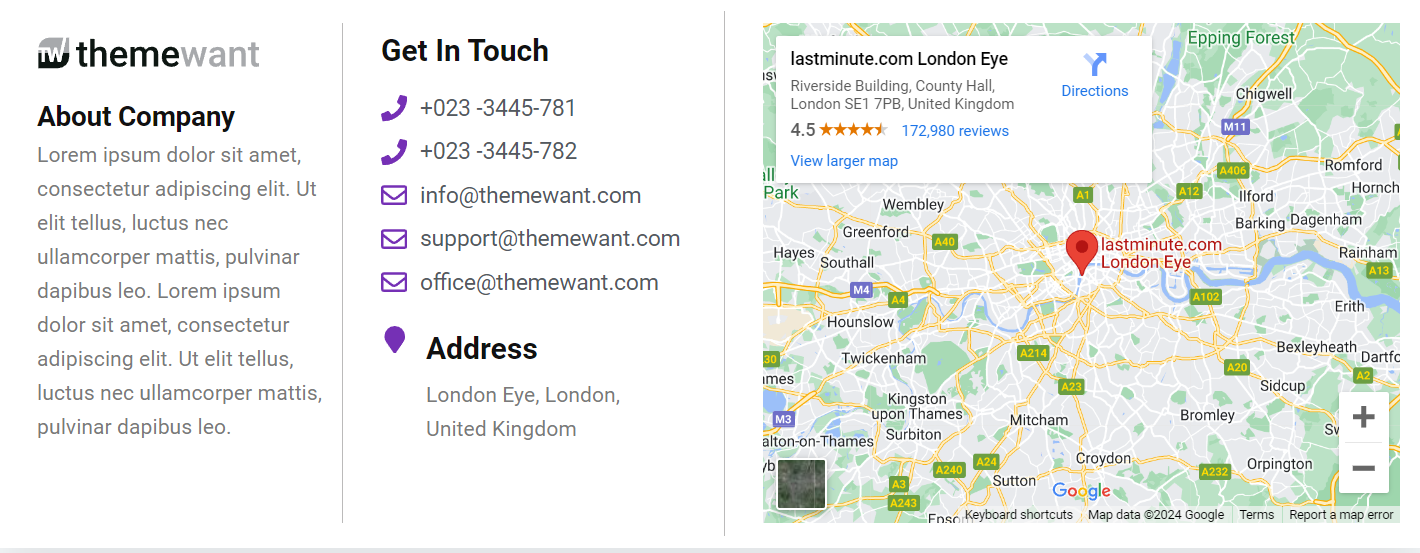 TW themewant
About Company
Lorem ipsum dolor sit amet,
consectetur adipiscing elit. Ut
elit tellus, luctus nec
ullamcorper mattis, pulvinar
dapibus leo. Lorem ipsum
dolor sit amet, consectetur
adipiscing elit. Ut elit tellus,
luctus nec ullamcorper mattis,
pulvinar dapibus leo.
Get In Touch
+023 -3445-781
+023 -3445-782
info@themewant.com
support@themewant.com
office@themewant.com
Address
London Eye, London,
United Kingdom
lastminute.com London Eye
Riverside Building, County Hall,
London SE1 7PB, United Kingdom
4.5 172,980 reviews
View larger map
Directions
Epping Forest
Chigwell
M11
Romford
A406
Hornch
Park
A1
A12
Ilford
Wembley
Barking
Dagenham
Greenford
A40
lastminute.com
London Eye
Hayes
Southall
Rainham
A13
M4
A4
A102
Erith
Hounslow
A214
Bexleyheath
Dartfo
30
Twickenham
A20
A2
mes
A23
Sidcup
Kingston
upon Thames
M3
Mitcham
Bromley
Surbiton
alton-on-Thames
Croydon
A24
A240
A232
Orpington
Sutton
A3
A243
Epsom
Google
Keyboard shortcuts
Map data ©2024 Google
Terms
Report a map error